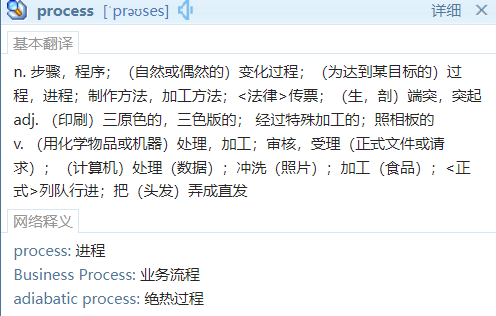 process [ˈprəʊses] 详细
基本翻译
n. 步骤，程序；（自然或偶然的）变化过程；（为达到某目标的）过
程，进程；制作方法，加工方法；<法律>传票；（生，剖）端突，突起
adj. （印刷）三原色的，三色版的； 经过特殊加工的；照相板的
v. （用化学物品或机器）处理，加工；审核，受理（正式文件或请
求）；（计算机）处理（数据）；冲洗（照片）；加工（食品）；<正
式>列队行进；把（头发）弄成直发
网络释义
process: 进程
Business Process: 业务流程
adiabatic process: 绝热过程